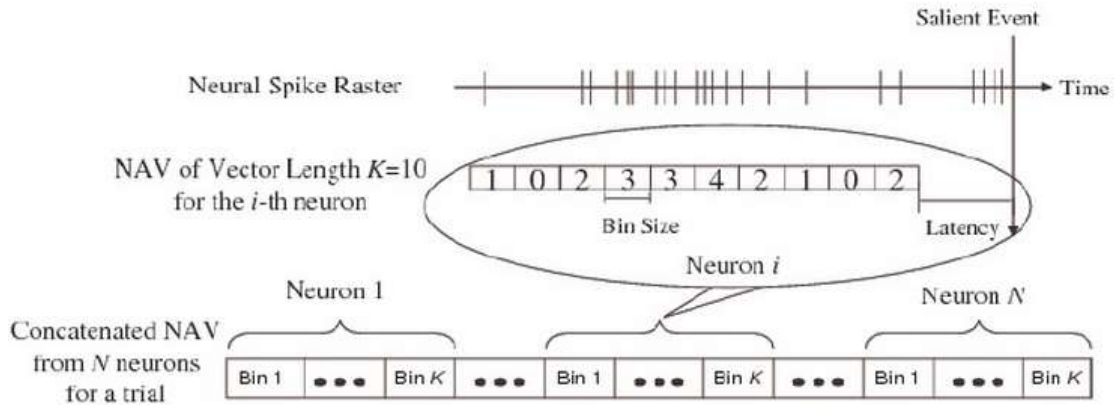 Salient Event
Neural Spike Raster
Time
NAV of Vector Length K=10
for the i-th neuron
1 0 2 3 3 4 2 1 0 2
Bin Size
Latency
Neuron i
Neuron 1
Neuron N
Concatenated NAV
from N neurons
for a trial
Bin 1 ••• Bin K ••• Bin 1 ••• Bin K ••• Bin 1 ••• Bin K